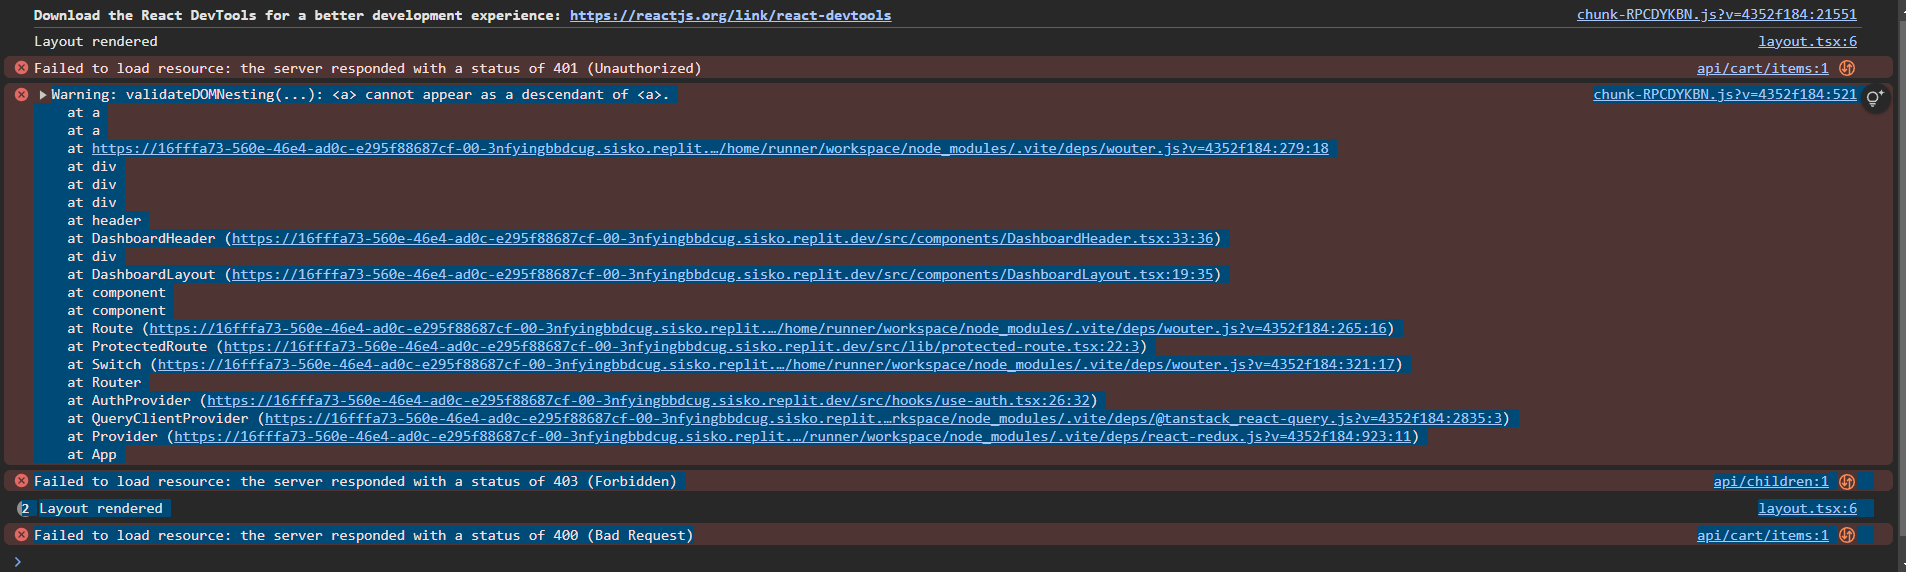 Download the React DevTools for a better development experience: https://reactjs.org/link/react-devtools chunk-RPCDYKBN.js?v=4352f184:21551
Layout rendered layout.tsx:6
Failed to load resource: the server responded with a status of 401 (Unauthorized) api/cart/items:1
Warning: validateDOMNesting(...): <a> cannot appear as a descendant of <a>. chunk-RPCDYKBN.js?v=4352f184:521
at a
at a
at https://16fffa73-560e-46e4-ad0c-e295f88687cf-00-3nfyingbbdcug.sisko.replit.…/home/runner/workspace/node_modules/.vite/deps/wouter.js?v=4352f184:279:18
at div
at div
at div
at header
at DashboardHeader (https://16fffa73-560e-46e4-ad0c-e295f88687cf-00-3nfyingbbdcug.sisko.replit.dev/src/components/DashboardHeader.tsx:33:36)
at div
at DashboardLayout (https://16fffa73-560e-46e4-ad0c-e295f88687cf-00-3nfyingbbdcug.sisko.replit.dev/src/components/DashboardLayout.tsx:19:35)
at component
at component
at Route (https://16fffa73-560e-46e4-ad0c-e295f88687cf-00-3nfyingbbdcug.sisko.replit.…/home/runner/workspace/node_modules/.vite/deps/wouter.js?v=4352f184:265:16)
at ProtectedRoute (https://16fffa73-560e-46e4-ad0c-e295f88687cf-00-3nfyingbbdcug.sisko.replit.dev/src/lib/protected-route.tsx:22:3)
at Switch (https://16fffa73-560e-46e4-ad0c-e295f88687cf-00-3nfyingbbdcug.sisko.replit.…/home/runner/workspace/node_modules/.vite/deps/wouter.js?v=4352f184:321:17)
at Router
at AuthProvider (https://16fffa73-560e-46e4-ad0c-e295f88687cf-00-3nfyingbbdcug.sisko.replit.dev/src/hooks/use-auth.tsx:26:32)
at QueryClientProvider (https://16fffa73-560e-46e4-ad0c-e295f88687cf-00-3nfyingbbdcug.sisko.replit.…rkspace/node_modules/.vite/deps/@tanstack_react-query.js?v=4352f184:2835:3)
at Provider (https://16fffa73-560e-46e4-ad0c-e295f88687cf-00-3nfyingbbdcug.sisko.replit.…/runner/workspace/node_modules/.vite/deps/react-redux.js?v=4352f184:923:11)
at App
Failed to load resource: the server responded with a status of 403 (Forbidden) api/children:1
2 Layout rendered layout.tsx:6
Failed to load resource: the server responded with a status of 400 (Bad Request) api/cart/items:1